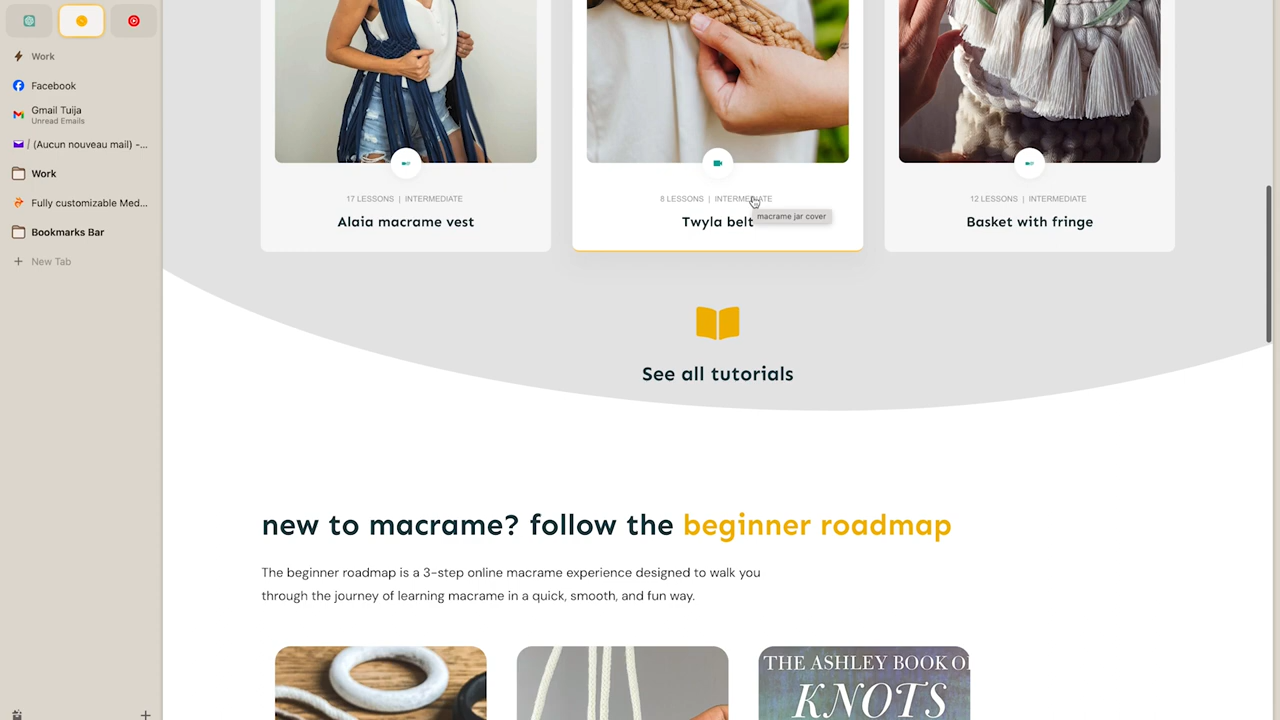 Work
Facebook
Gmail Tuija
Unread Emails
/ (Aucun nouveau mail) –...
Work
Fully customizable Med...
Bookmarks Bar
New Tab
17 LESSONS | INTERMEDIATE
Alaia macrame vest
8 LESSONS | INTERMEDIATE
Twyla belt
macrame jar cover
12 LESSONS | INTERMEDIATE
Basket with fringe
See all tutorials
new to macrame? follow the beginner roadmap
The beginner roadmap is a 3-step online macrame experience designed to walk you
through the journey of learning macrame in a quick, smooth, and fun way.
THE ASHLEY BOOK OF
KNOTS